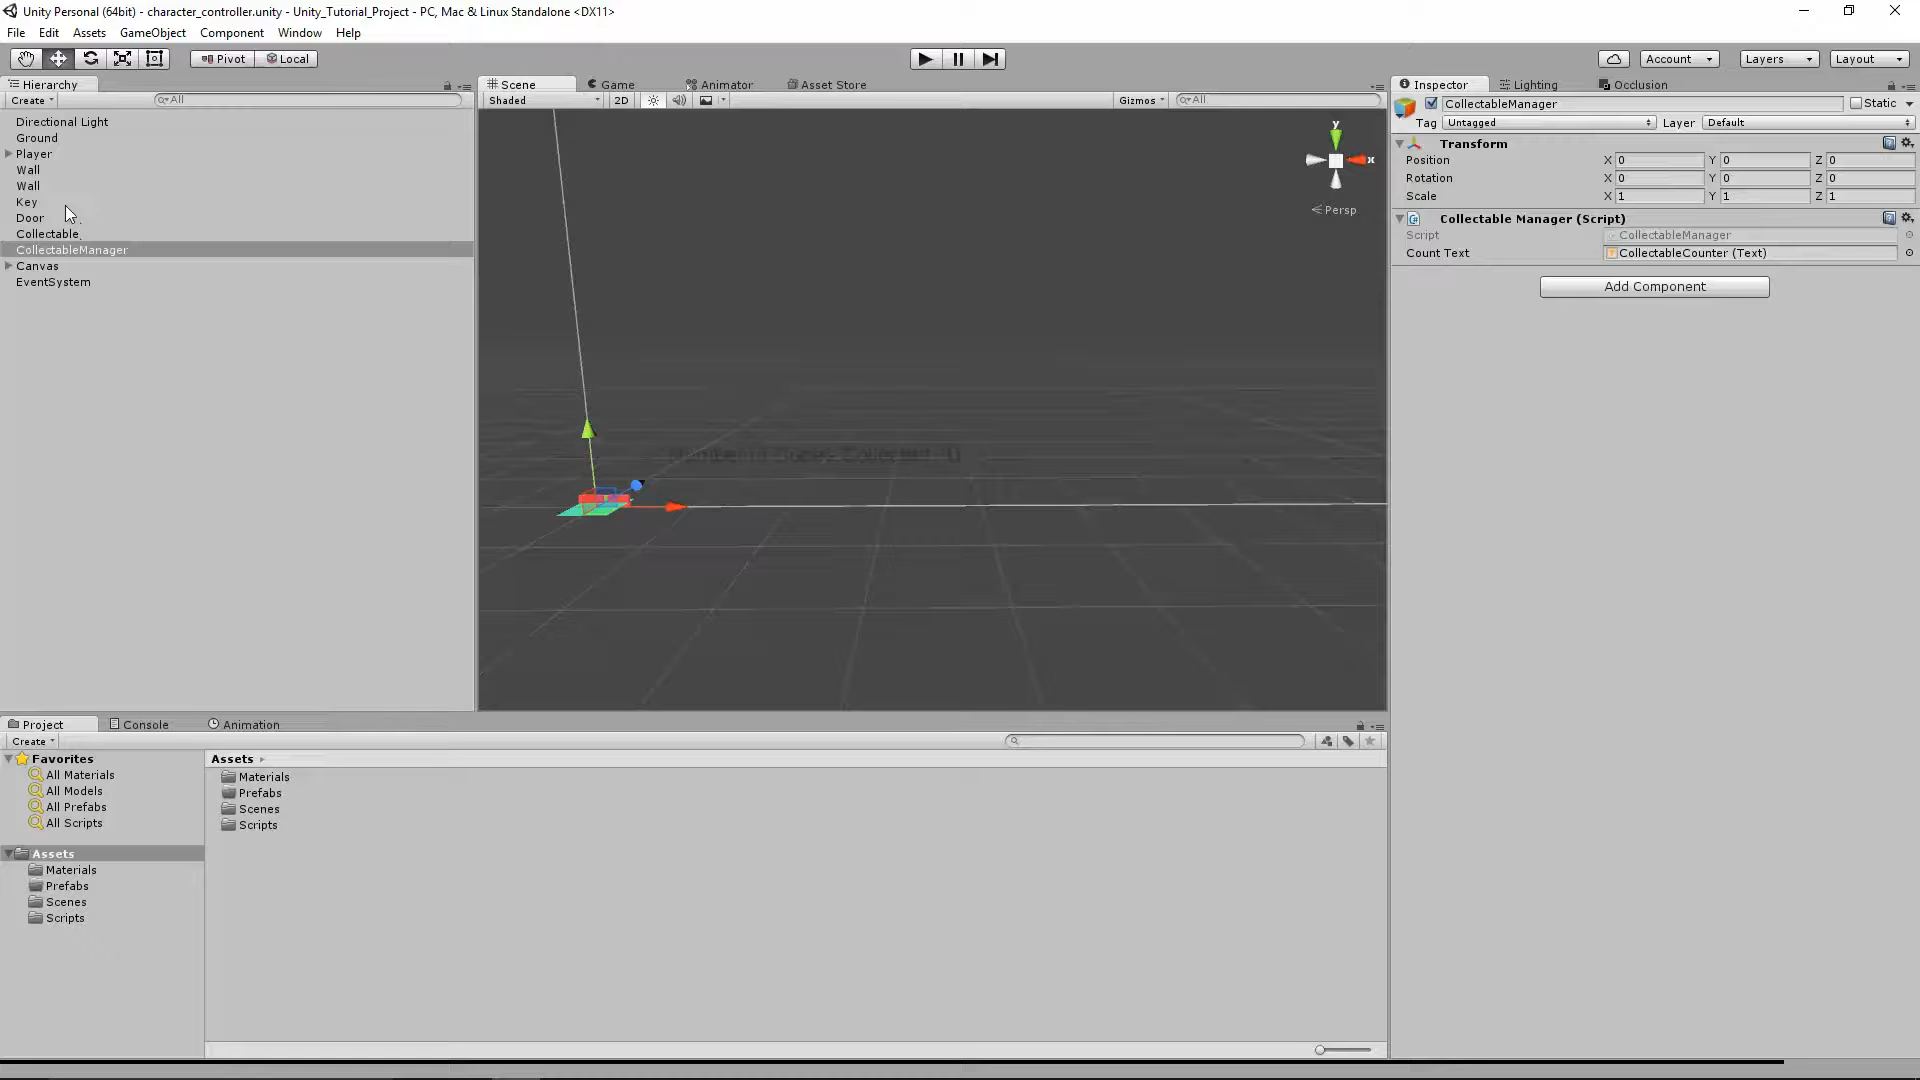 Unity Personal (64bit) - character_controller.unity - Unity_Tutorial_Project - PC, Mac & Linux Standalone <DX11>
File Edit Assets GameObject Component Window Help
Pivot Local Account Layers Layout
Hierarchy
Create All
Directional Light
Ground
Player
Wall
Wall
Key
Door
Collectable
CollectableManager
Canvas
EventSystem
Scene Game Animator Asset Store
Shaded 2D Gizmos All
y
x
Persp
Inspector Lighting Occlusion
CollectableManager Static
Tag Untagged Layer Default
Transform
Position X 0 Y 0 Z 0
Rotation X 0 Y 0 Z 0
Scale X 1 Y 1 Z 1
Collectable Manager (Script)
Script CollectableManager
Count Text CollectableCounter (Text)
Add Component
Project Console Animation
Create
Favorites
All Materials
All Models
All Prefabs
All Scripts
Assets
Materials
Prefabs
Scenes
Scripts
Assets
Materials
Prefabs
Scenes
Scripts